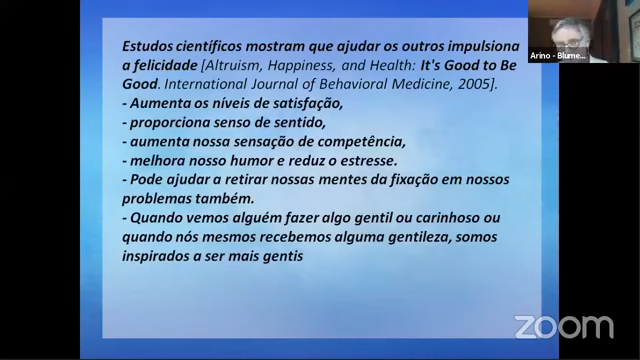 Estudos científicos mostram que ajudar os outros impulsiona
a felicidade [Altruism, Happiness, and Health: It's Good to Be
Good. International Journal of Behavioral Medicine, 2005].
- Aumenta os níveis de satisfação,
- proporciona senso de sentido,
- aumenta nossa sensação de competência,
- melhora nosso humor e reduz o estresse.
- Pode ajudar a retirar nossas mentes da fixação em nossos
problemas também.
- Quando vemos alguém fazer algo gentil ou carinhoso ou
quando nós mesmos recebemos alguma gentileza, somos
inspirados a ser mais gentis
Arino - Blume...
zoom